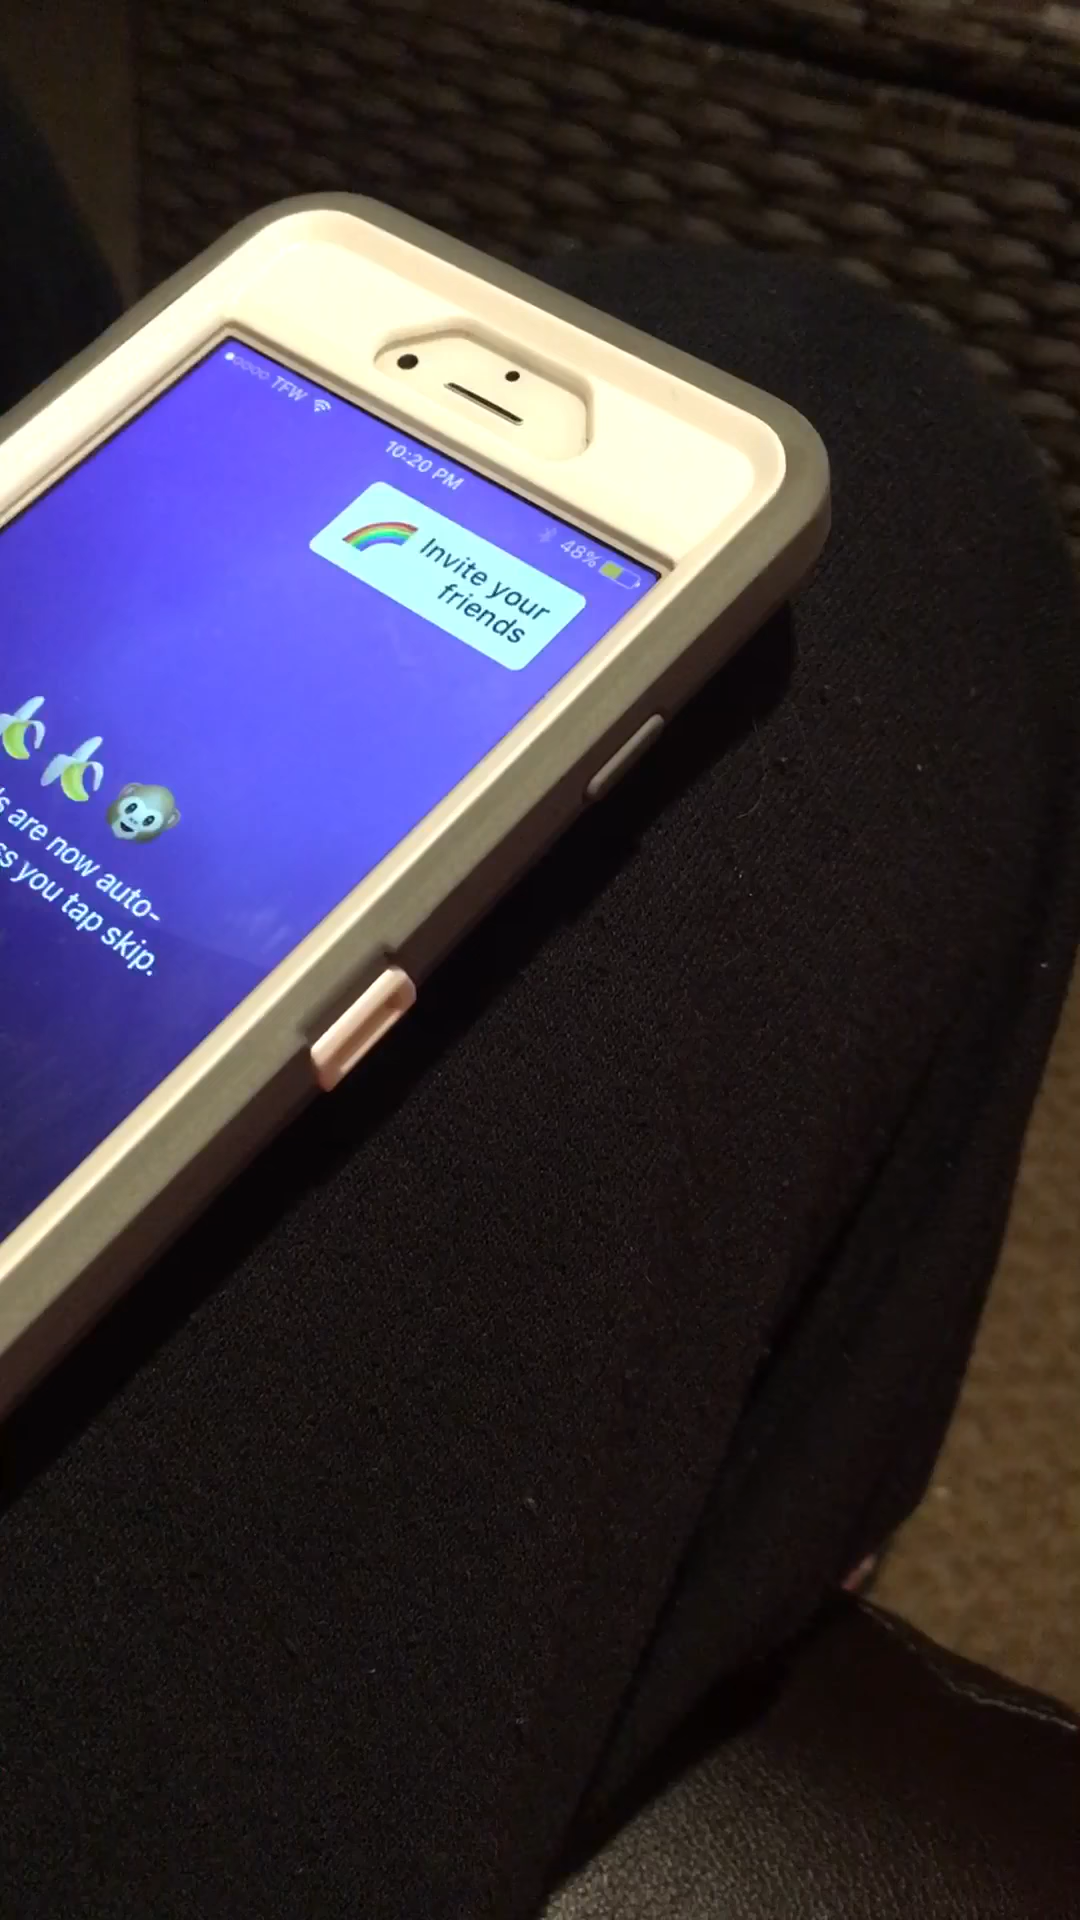 TFW
10:20 PM
48%
Invite your
friends
are now auto-
you tap skip.